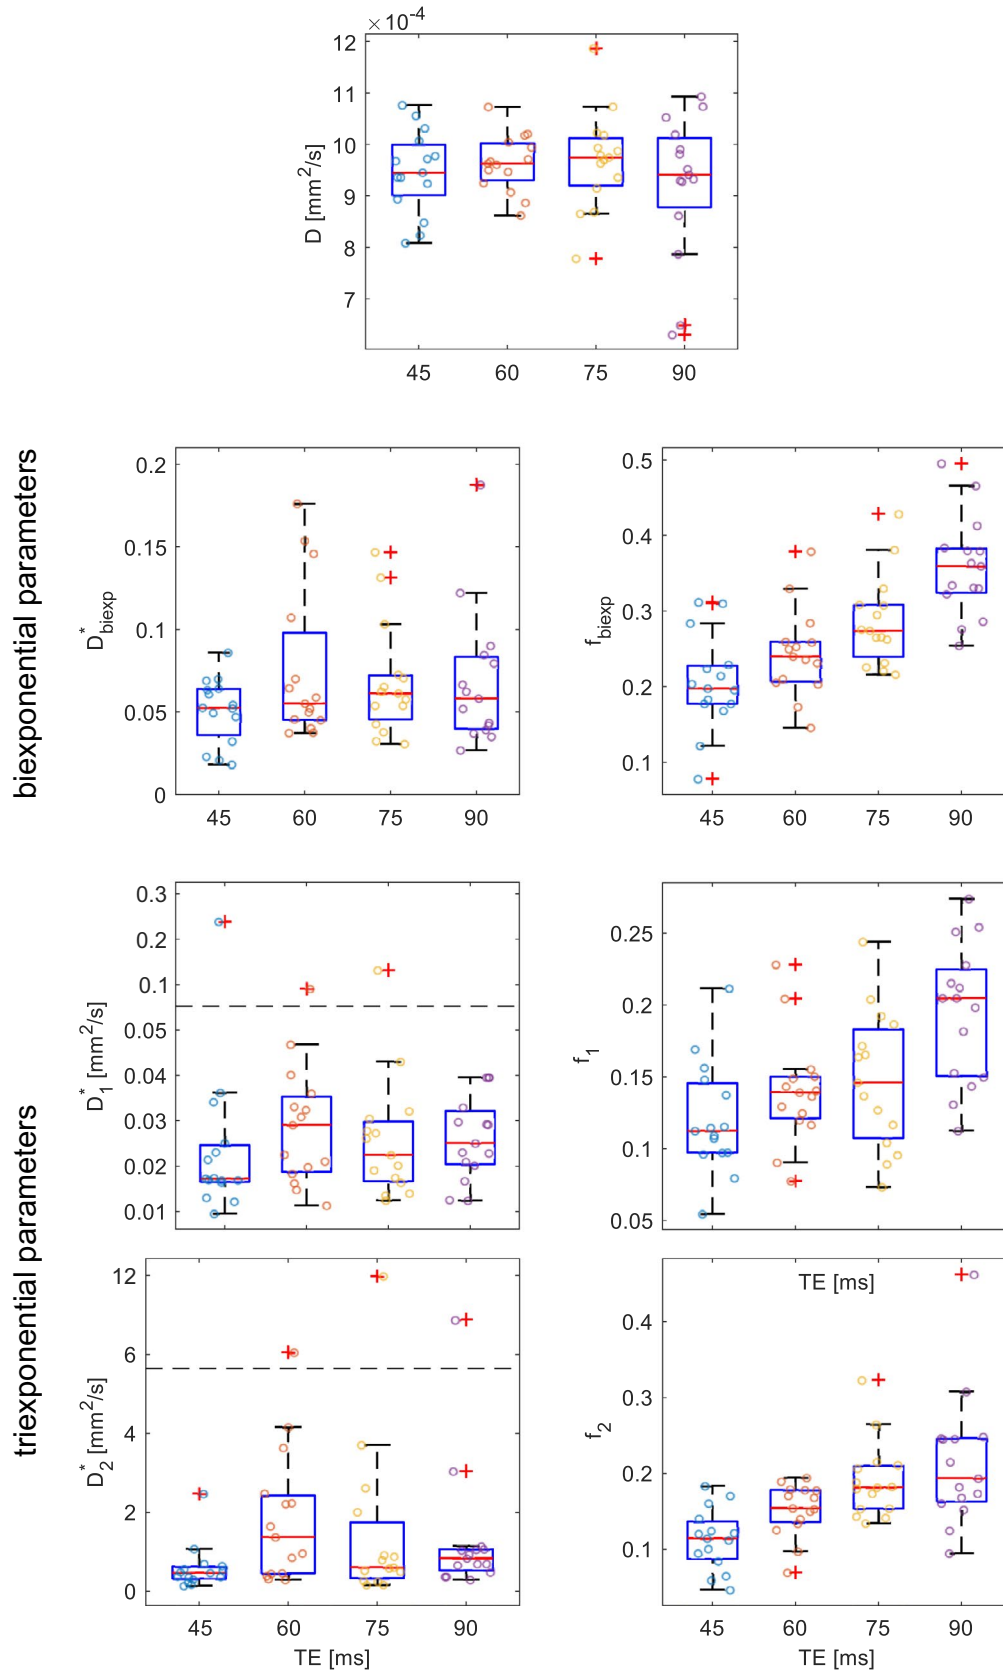 ×10⁻⁴
12
11
10
9
8
7
D [mm²/s]
45 60 75 90
biexponential parameters
0.2
0.15
0.1
0.05
0
D*biexp
45 60 75 90
0.5
0.4
0.3
0.2
0.1
fbiexp
45 60 75 90
triexponential parameters
0.3
0.2
0.1
0.05
0.04
0.03
0.02
0.01
D*1 [mm²/s]
0.25
0.2
0.15
0.1
0.05
f1
TE [ms]
12
6
4
2
0
D*2 [mm²/s]
45 60 75 90
TE [ms]
0.4
0.3
0.2
0.1
f2
45 60 75 90
TE [ms]